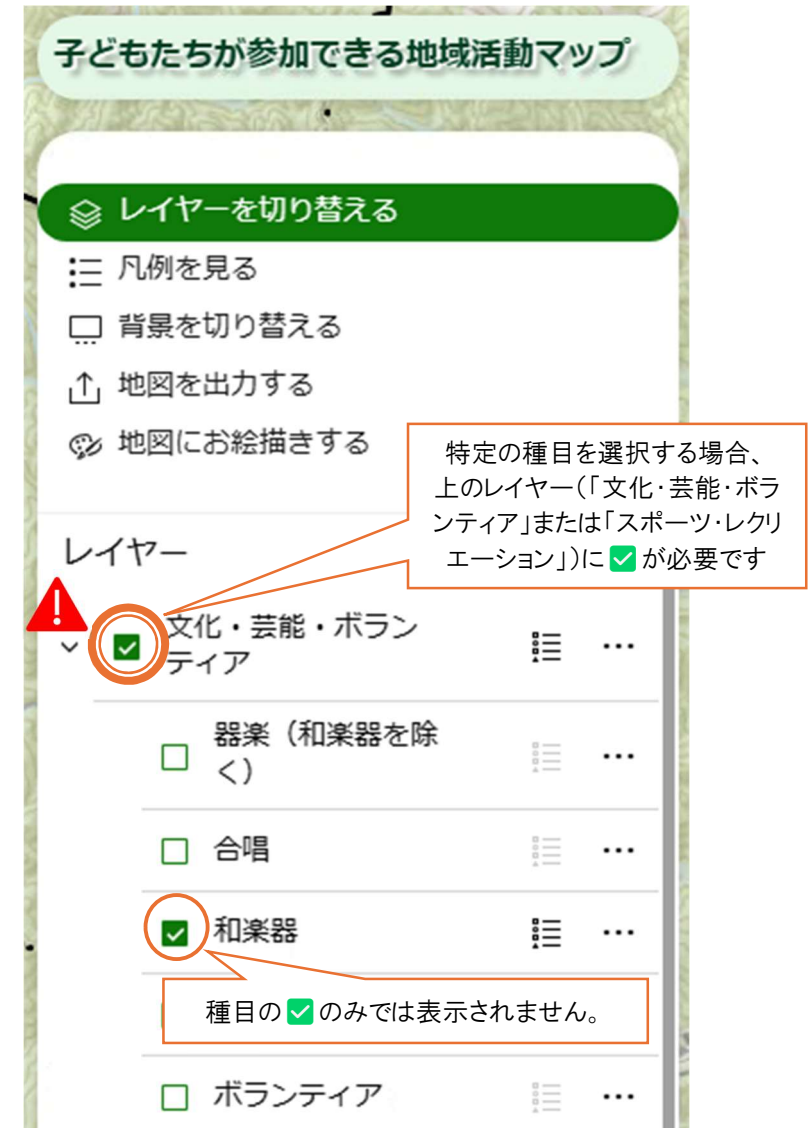 子どもたちが参加できる地域活動マップ
レイヤーを切り替える
凡例を見る
背景を切り替える
地図を出力する
地図にお絵描きする
特定の種目を選択する場合、
上のレイヤー(「文化・芸能・ボラ
ンティア」または「スポーツ・レクリ
エーション」)に✅が必要です
レイヤー
文化・芸能・ボラン
ティア
器楽（和楽器を除
く）
合唱
和楽器
種目の✅のみでは表示されません。
ボランティア